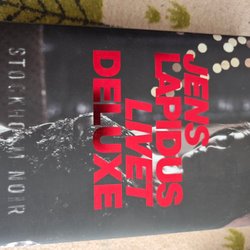 JENS
LAPIDUS
LIVET
DELUXE
STOCKHOLM NOIR